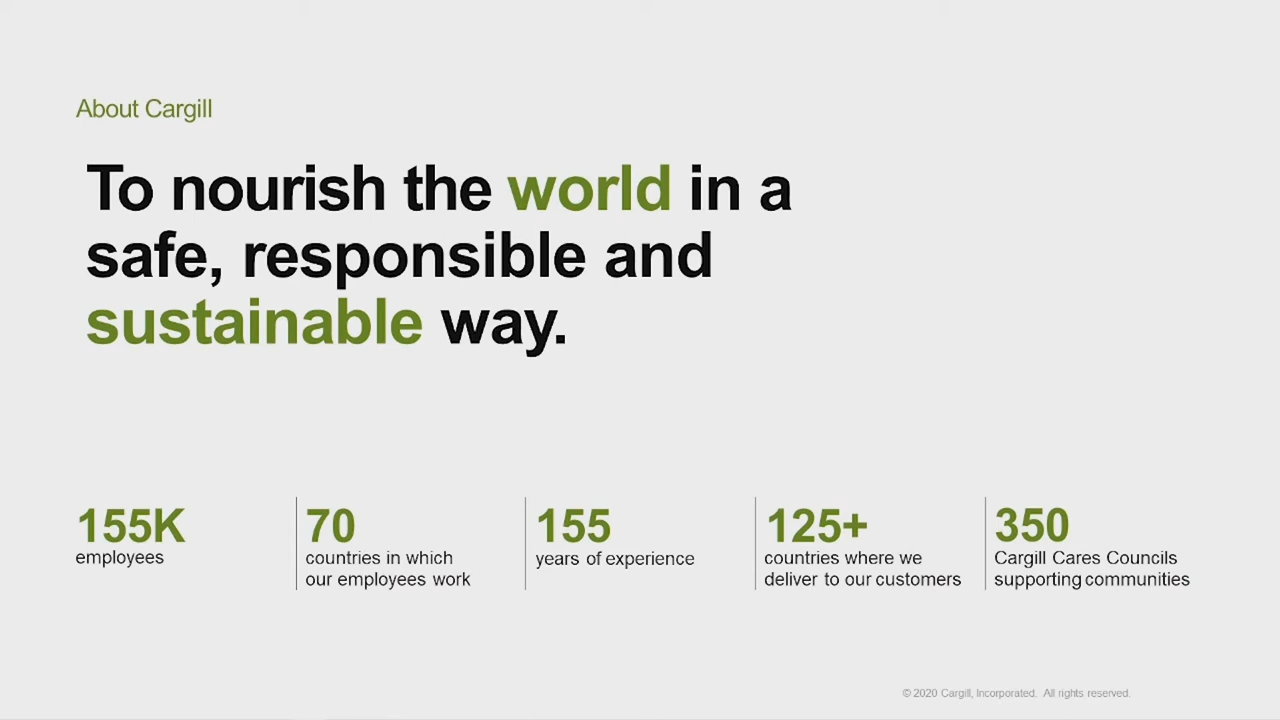 About Cargill
To nourish the world in a
safe, responsible and
sustainable way.
155K
employees
70
countries in which
our employees work
155
years of experience
125+
countries where we
deliver to our customers
350
Cargill Cares Councils
supporting communities
© 2020 Cargill, Incorporated. All rights reserved.